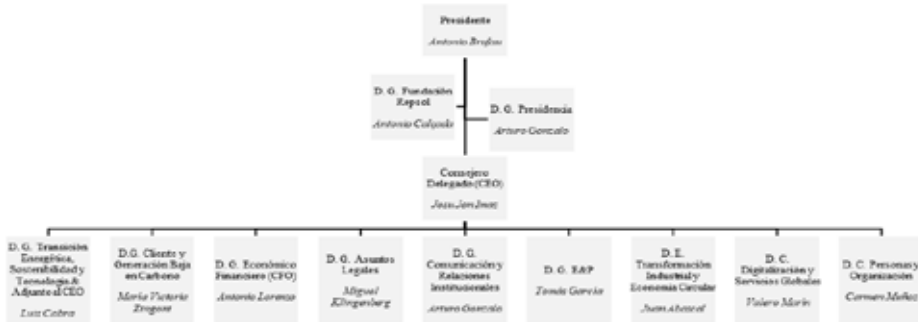 Presidente
Antonio Brufau
D. G. Fundación
Repsol
Antonio Calçada
D. G. Presidencia
Arturo Gonzalo
Consejero
Delegado (CEO)
Josu Jon Imaz
D. G. Transición
Energética,
Sostenibilidad y
Tecnología &
Adjunto al CEO
Luis Cabra
D.G. Cliente y
Generación Baja
en Carbono
María Victoria
Zingoni
D. G. Económico
Financiero (CFO)
Antonio Lorenzo
D. G. Asuntos
Legales
Miguel
Klingenberg
D. G.
Comunicación y
Relaciones
Institucionales
Arturo Gonzalo
D. G. E&P
Tomás García
D. E.
Transformación
Industrial y
Economía Circular
Juan Abascal
D. C.
Digitalización y
Servicios Globales
Valero Marín
D. C. Personas y
Organización
Carmen Muñoz